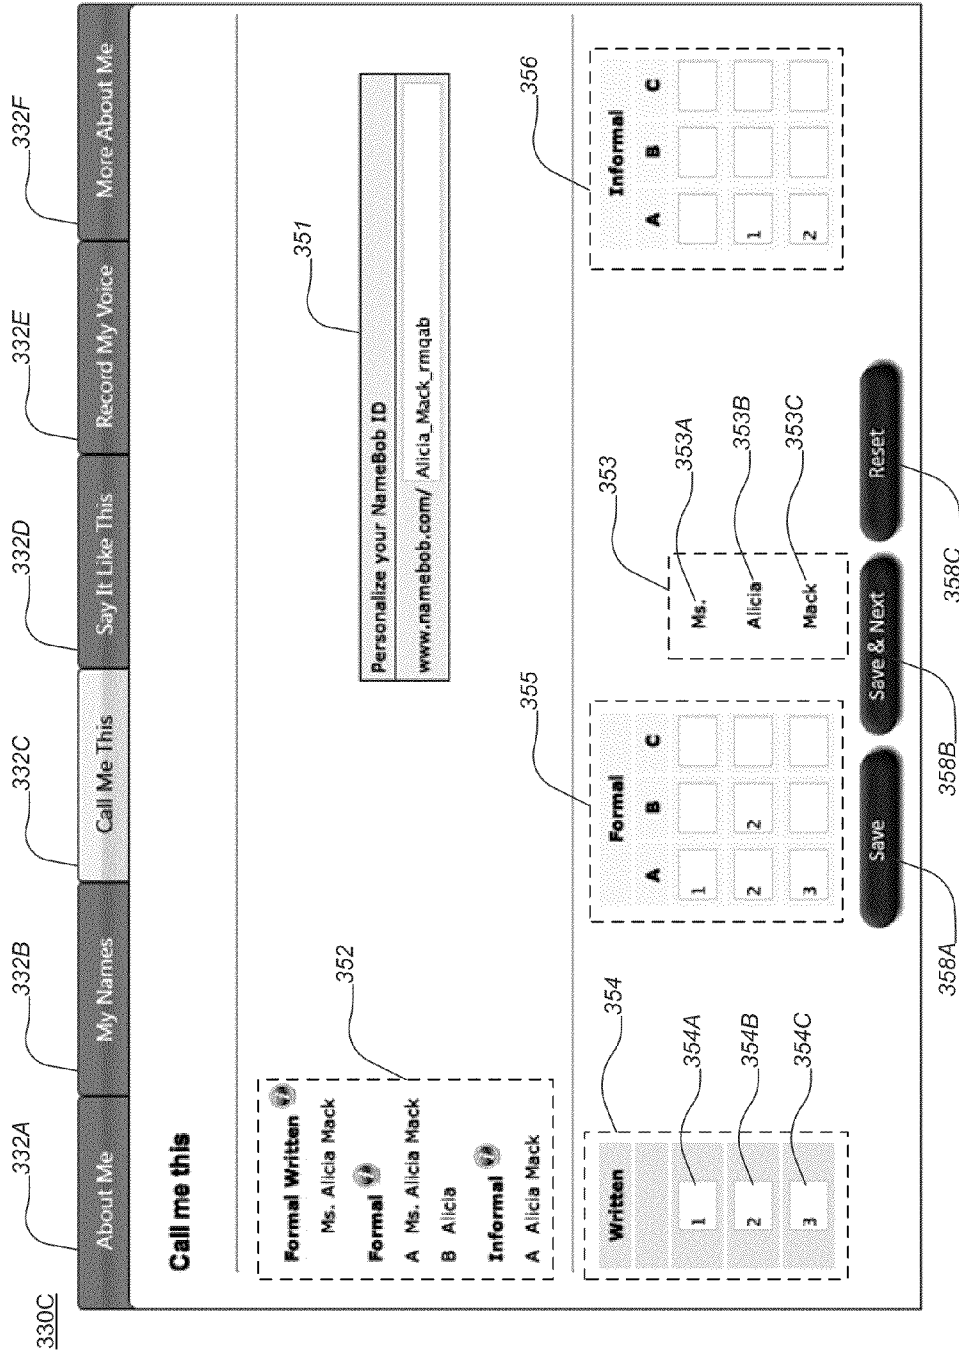 330C
332A
332B
332C
332D
332E
332F
About Me
My Names
Call Me This
Say It Like This
Record My Voice
More About Me
Call me this
352
Formal Written
Ms. Alicia Mack
Formal
A Ms. Alicia Mack
B Alicia
Informal
A Alicia Mack
351
Personalize your NameBob ID
www.namebob.com/ Alicia_Mack_rmqab
354
Written
1
2
3
354A
354B
354C
355
Formal
A B C
1
2 2
3
353
Ms.
Alicia
Mack
353A
353B
353C
356
Informal
A B C
1
2
Save
Save & Next
Reset
358A
358B
358C